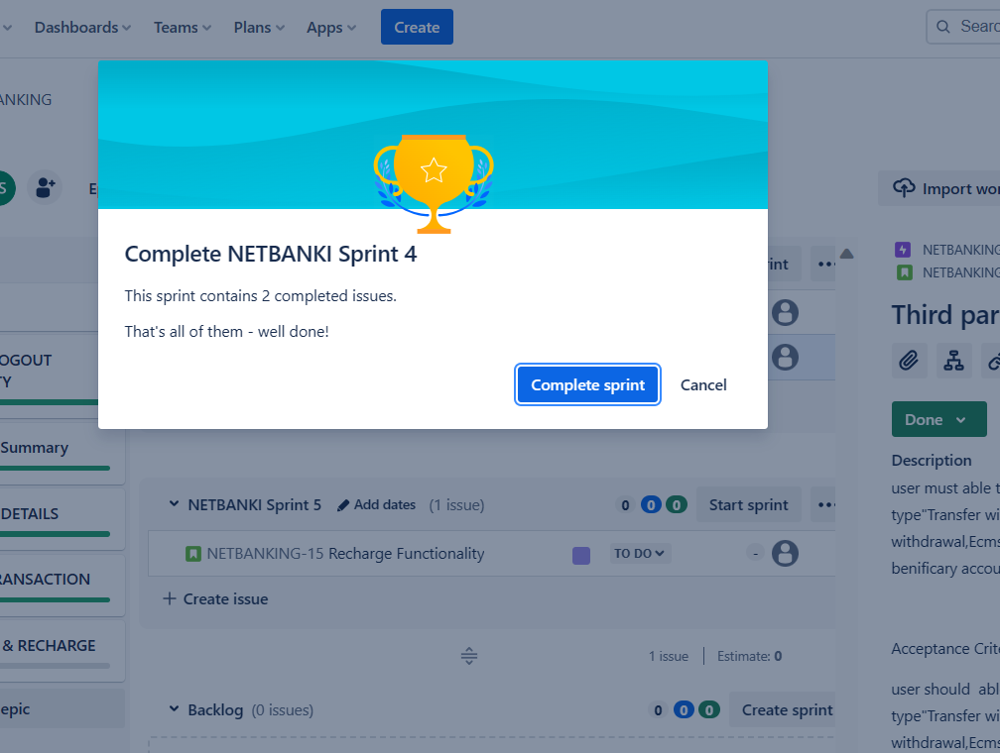 Dashboards
Teams
Plans
Apps
Create
Searc
ANKING
S
E
Import wor
Complete NETBANKI Sprint 4
This sprint contains 2 completed issues.
That's all of them - well done!
Complete sprint
Cancel
int
•••
NETBANKING
NETBANKING
Third par
Done
Description
user must able t
type"Transfer wi
withdrawal,Ecms
benificary accou
Acceptance Crite
user should abl
type"Transfer wi
withdrawal,Ecms
OGOUT
TY
Summary
DETAILS
RANSACTION
& RECHARGE
epic
NETBANKI Sprint 5 Add dates (1 issue) 0 0 0 Start sprint •••
NETBANKING-15 Recharge Functionality TO DO -
+ Create issue
1 issue Estimate: 0
Backlog (0 issues) 0 0 0 Create sprint